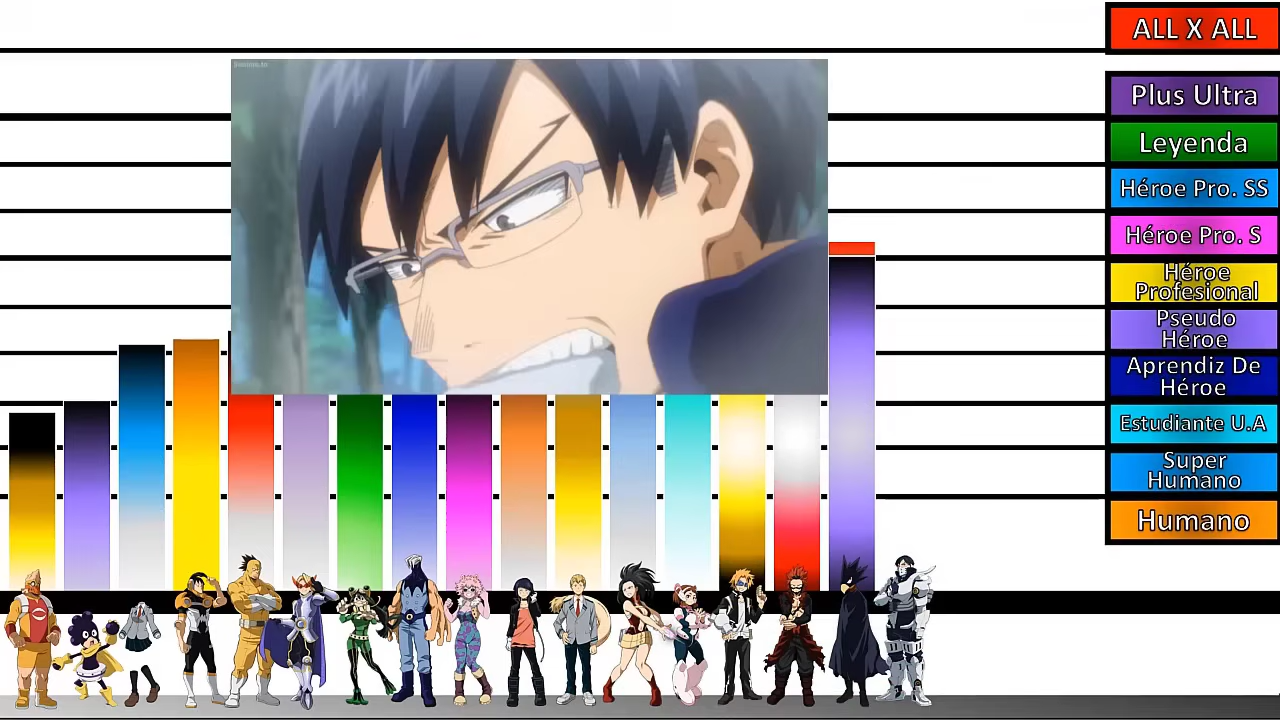 ALL X ALL
Plus Ultra
Leyenda
Héroe Pro. SS
Héroe Pro. S
Héroe
Profesional
Pseudo
Héroe
Aprendiz De
Héroe
Estudiante U.A
Super
Humano
Humano